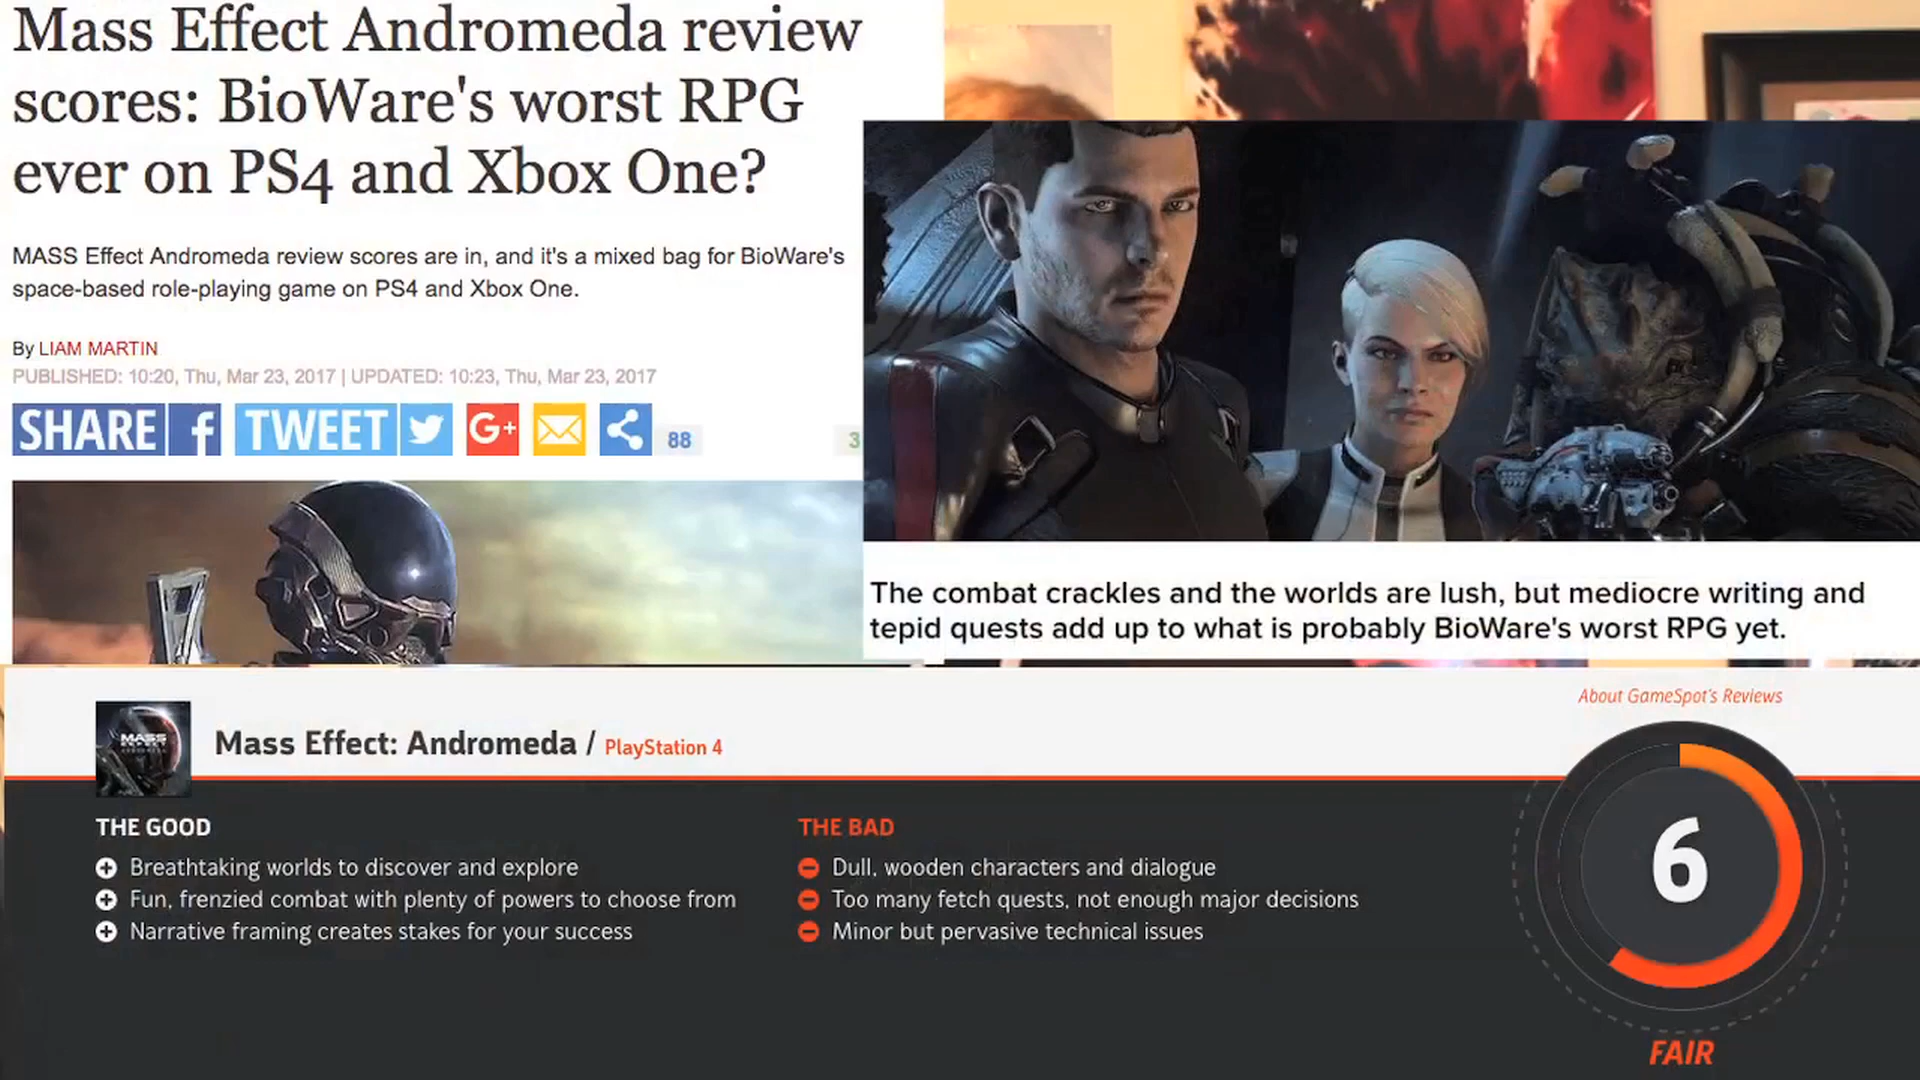 Mass Effect Andromeda review
scores: BioWare's worst RPG
ever on PS4 and Xbox One?
MASS Effect Andromeda review scores are in, and it's a mixed bag for BioWare's
space-based role-playing game on PS4 and Xbox One.
By LIAM MARTIN
PUBLISHED: 10:20, Thu, Mar 23, 2017 | UPDATED: 10:23, Thu, Mar 23, 2017
SHARE f TWEET G+ 88 3
The combat crackles and the worlds are lush, but mediocre writing and
tepid quests add up to what is probably BioWare's worst RPG yet.
About GameSpot's Reviews
MASS
Mass Effect: Andromeda / PlayStation 4
THE GOOD
Breathtaking worlds to discover and explore
Fun, frenzied combat with plenty of powers to choose from
Narrative framing creates stakes for your success
THE BAD
Dull, wooden characters and dialogue
Too many fetch quests, not enough major decisions
Minor but pervasive technical issues
6
FAIR